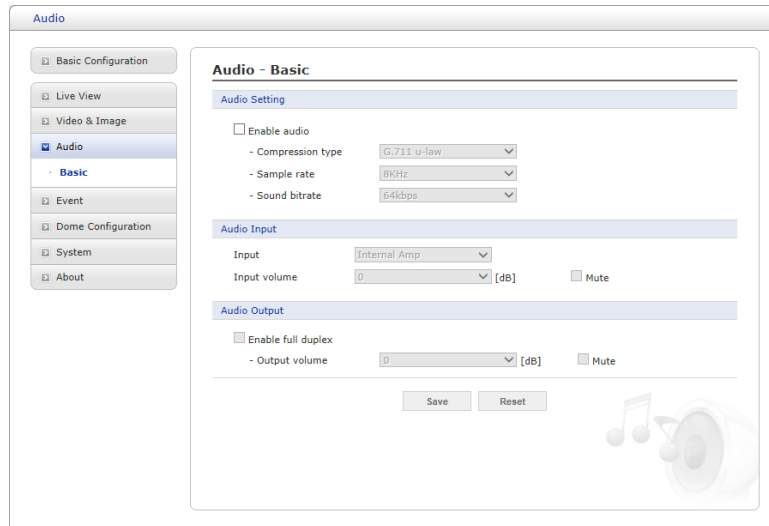 Audio
Basic Configuration
Live View
Video & Image
Audio
· Basic
Event
Dome Configuration
System
About
Audio - Basic
Audio Setting
Enable audio
- Compression type G.711 u-law
- Sample rate 8KHz
- Sound bitrate 64kbps
Audio Input
Input Internal Amp
Input volume 0 [dB] Mute
Audio Output
Enable full duplex
- Output volume 0 [dB] Mute
Save Reset